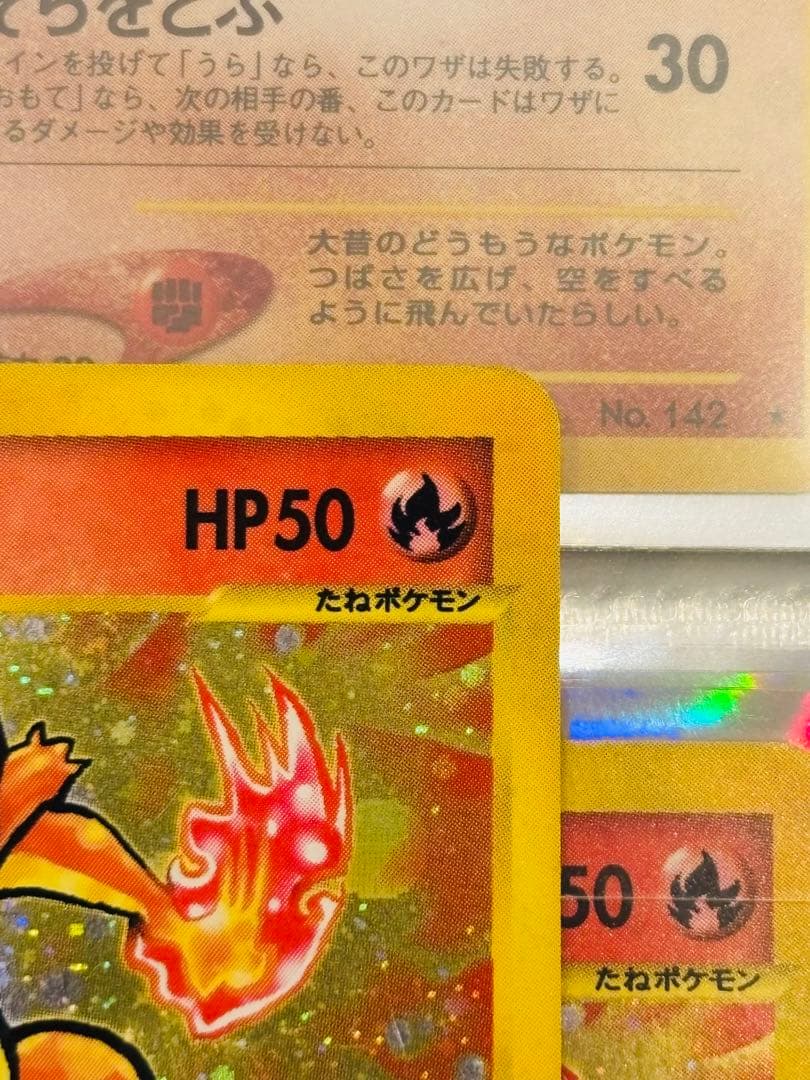 そらをとぶ
インを投げて「うら」なら、このワザは失敗する。 30
おもて」なら、次の相手の番、このカードはワザに
るダメージや効果を受けない。
大昔のどうもうなポケモン。
つばさを広げ、空をすべる
ように飛んでいたらしい。
No. 142 ★
HP50
たねポケモン
50
たねポケモン